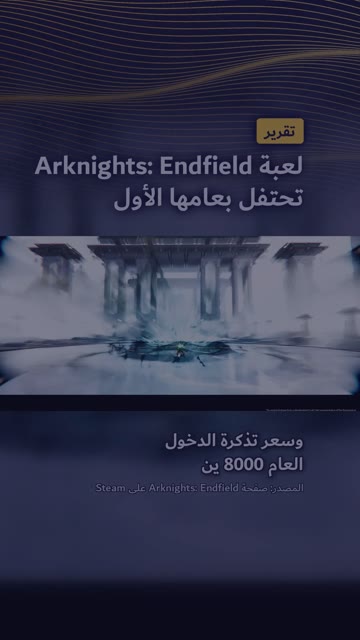 تقرير
لعبة Arknights: Endfield
تحتفل بعامها الأول
وسعر تذكرة الدخول
العام 8000 ين
المصدر: صفحة Arknights: Endfield على Steam